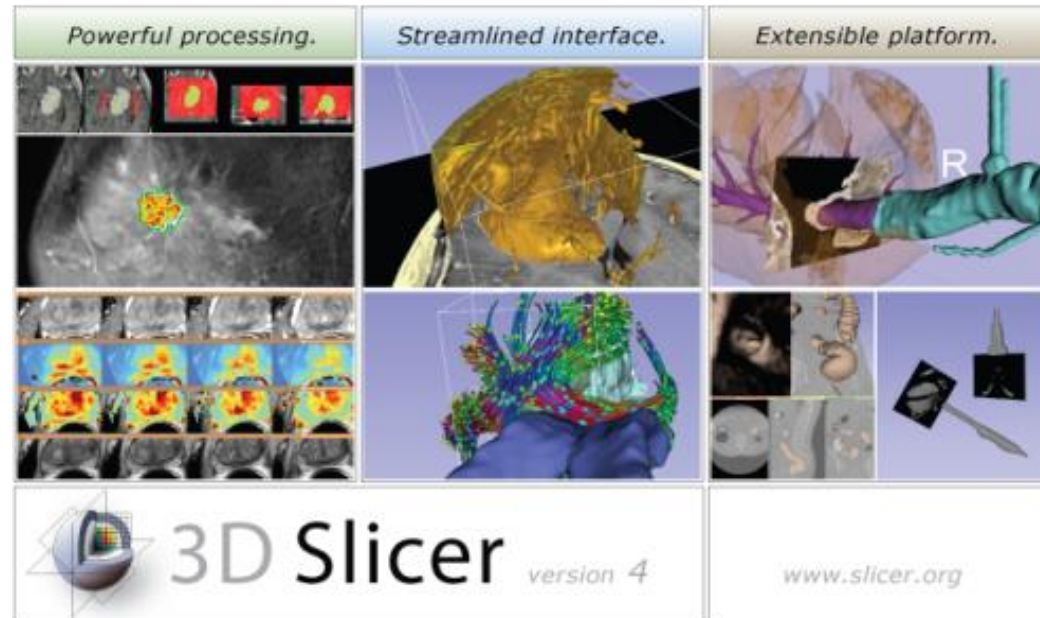 Powerful processing.
Streamlined interface.
Extensible platform.
R
3D Slicer version 4
www.slicer.org